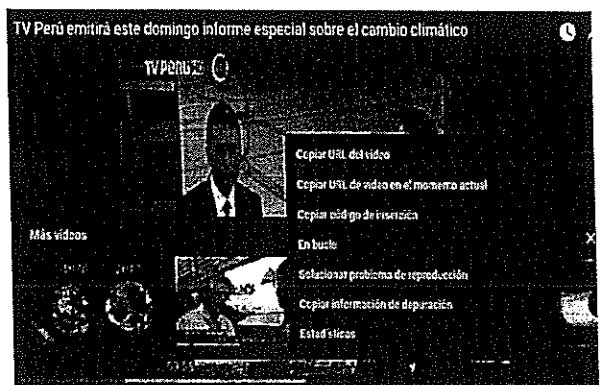 TV Perú emitirá este domingo informe especial sobre el cambio climático
TVPERÚ
Copiar URL del video
Copiar URL de video en el momento actual
Copiar código de inserción
En bucle
Solucionar problema de reproducción
Copiar información de depuración
Estadísticas
Más videos